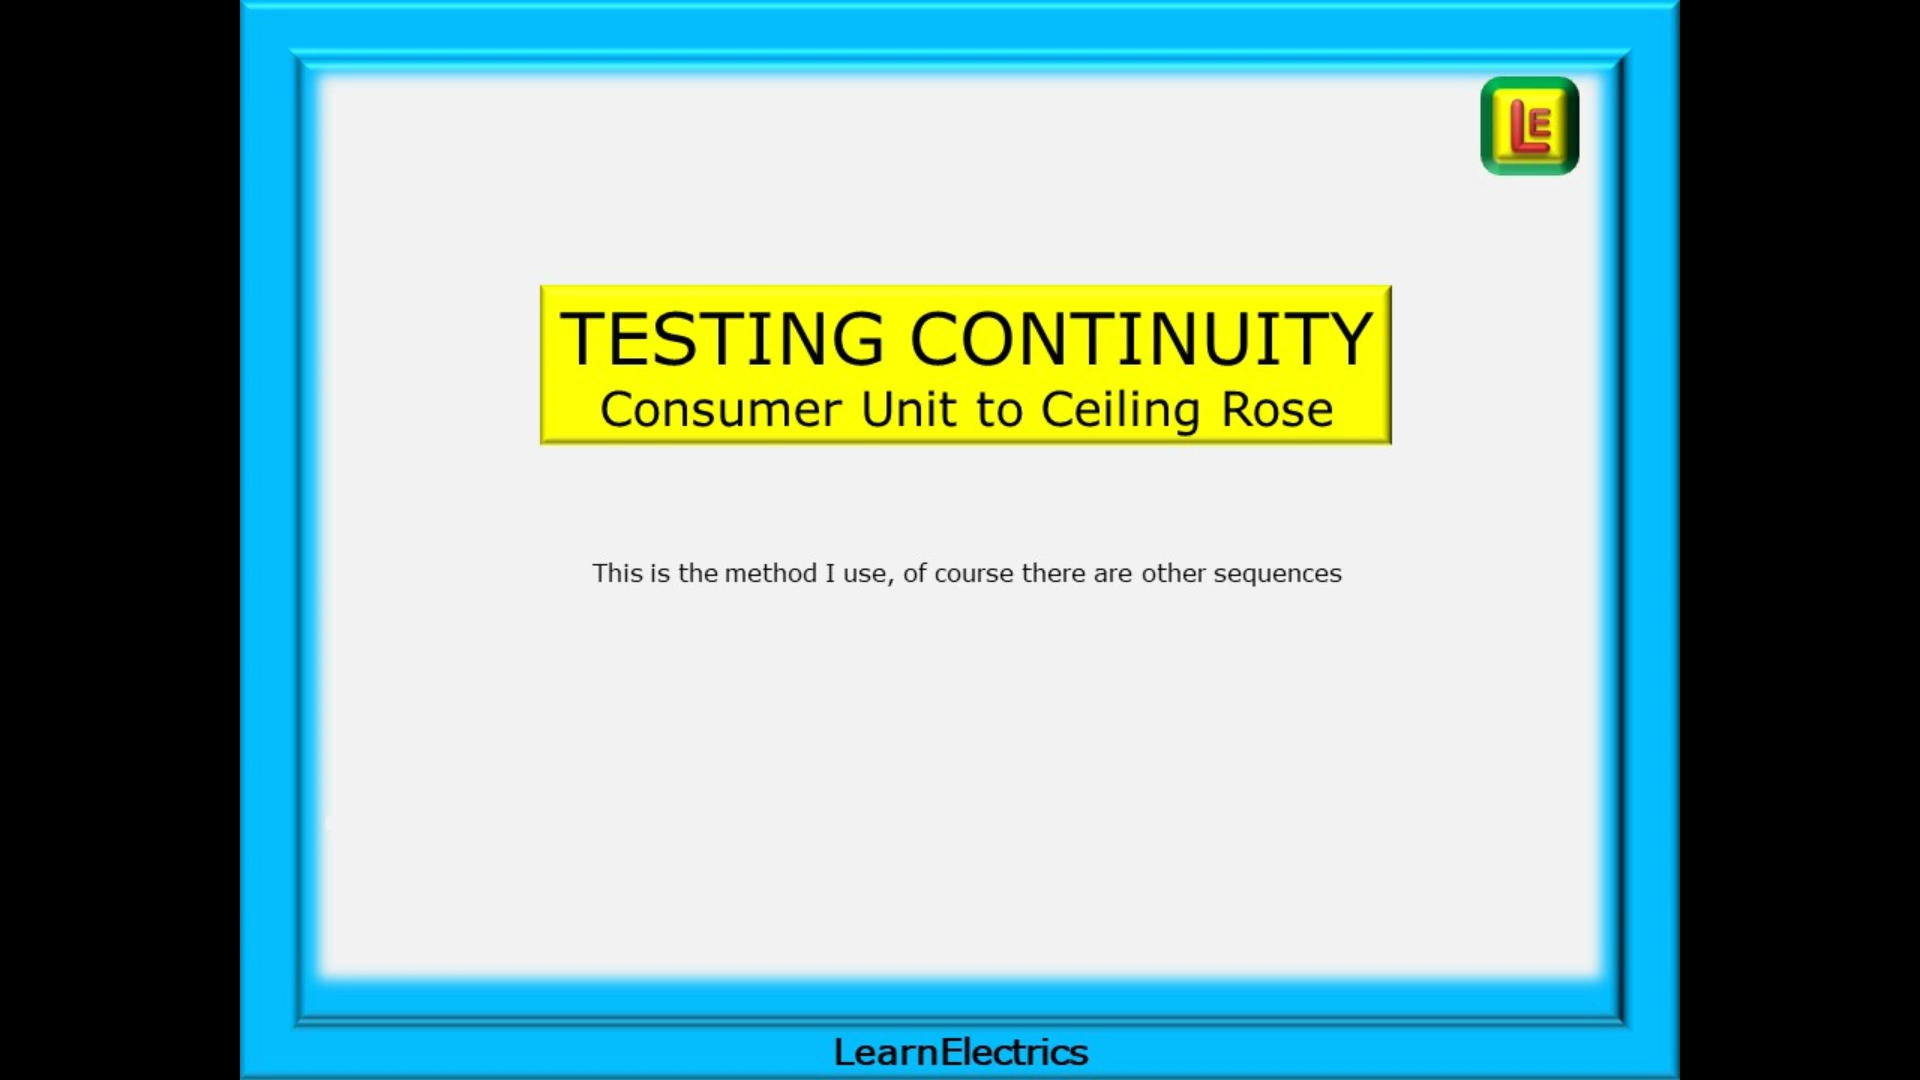 LE
TESTING CONTINUITY
Consumer Unit to Ceiling Rose
This is the method I use, of course there are other sequences
LearnElectrics